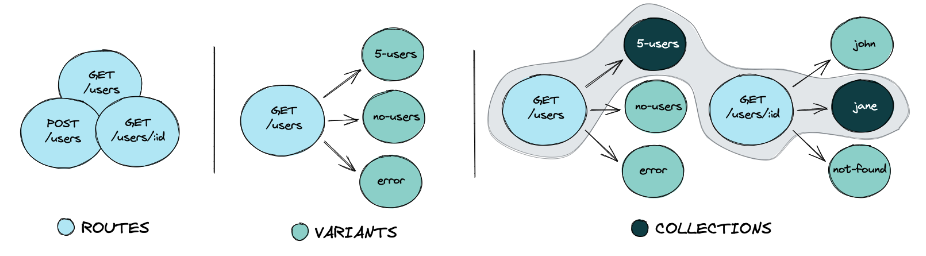 GET
/users
POST
/users
GET
/users/:id
ROUTES
GET
/users
5-users
no-users
error
VARIANTS
GET
/users
5-users
no-users
error
GET
/users/:id
john
jane
not-found
COLLECTIONS